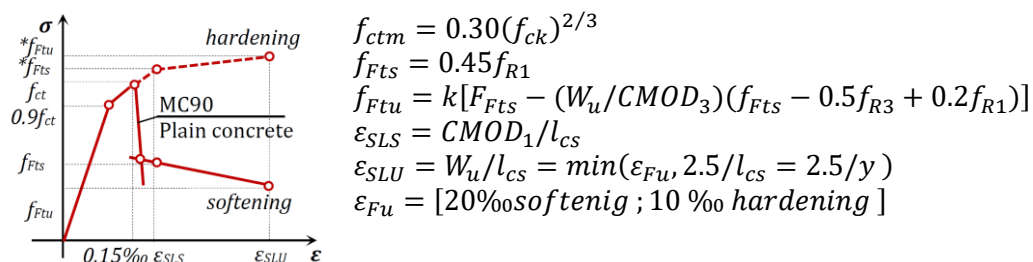 σ
*f_Ftu
*f_Fts
f_ct
0.9f_ct
f_Fts
f_Ftu
hardening
MC90
Plain concrete
softening
0.15‰ ε_SLS ε_SLU ε
f_ctm = 0.30(f_ck)^2/3
f_Fts = 0.45f_R1
f_Ftu = k[F_Fts − (W_u/CMOD_3)(f_Fts − 0.5f_R3 + 0.2f_R1)]
ε_SLS = CMOD_1/l_cs
ε_SLU = W_u/l_cs = min(ε_Fu, 2.5/l_cs = 2.5/y )
ε_Fu = [20‰softenig ; 10 ‰ hardening ]